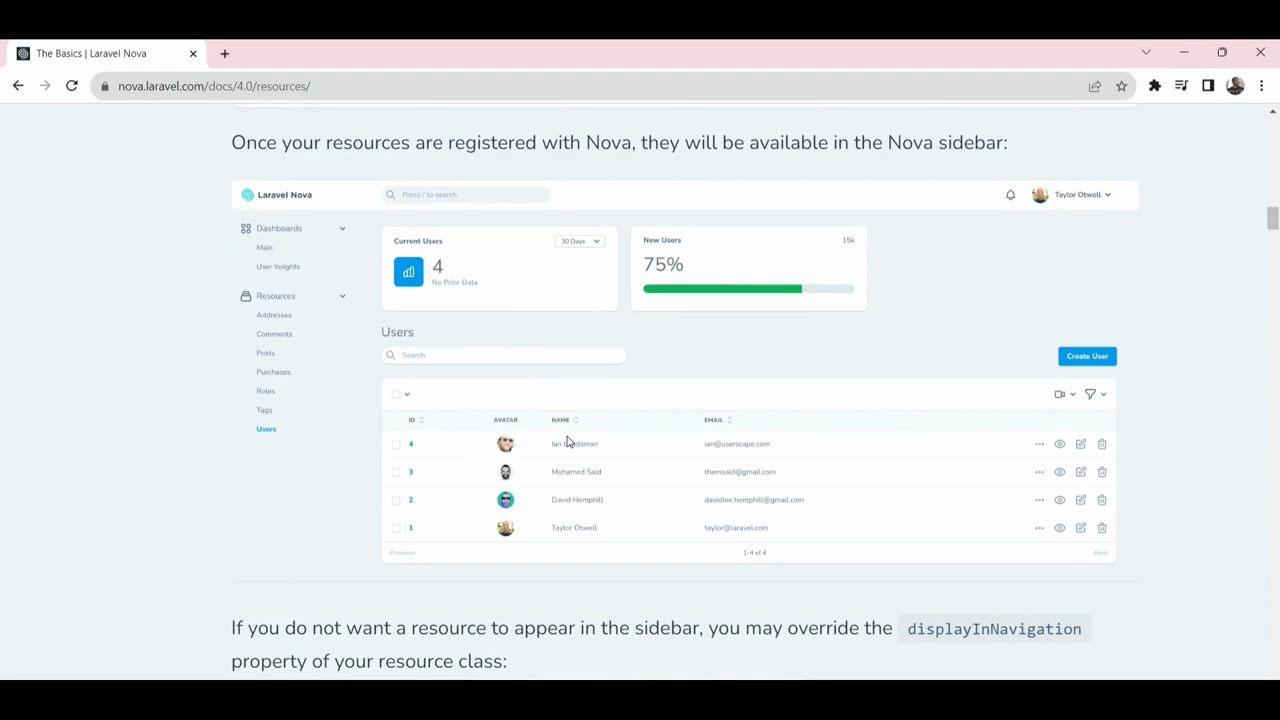 The Basics | Laravel Nova
nova.laravel.com/docs/4.0/resources/
Once your resources are registered with Nova, they will be available in the Nova sidebar:
Laravel Nova
Press / to search
Taylor Otwell
Dashboards
Main
User Insights
Resources
Addresses
Comments
Posts
Purchases
Roles
Tags
Users
Current Users
30 Days
4
No Prior Data
New Users
15k
75%
Users
Search
Create User
ID AVATAR NAME EMAIL
4 Ian ian@userscape.com
3 Mohamed Said themsaid@gmail.com
2 David Hemphill davidlee.hemphill@gmail.com
1 Taylor Otwell taylor@laravel.com
Previous 1-4 of 4 Next
If you do not want a resource to appear in the sidebar, you may override the displayInNavigation
property of your resource class: